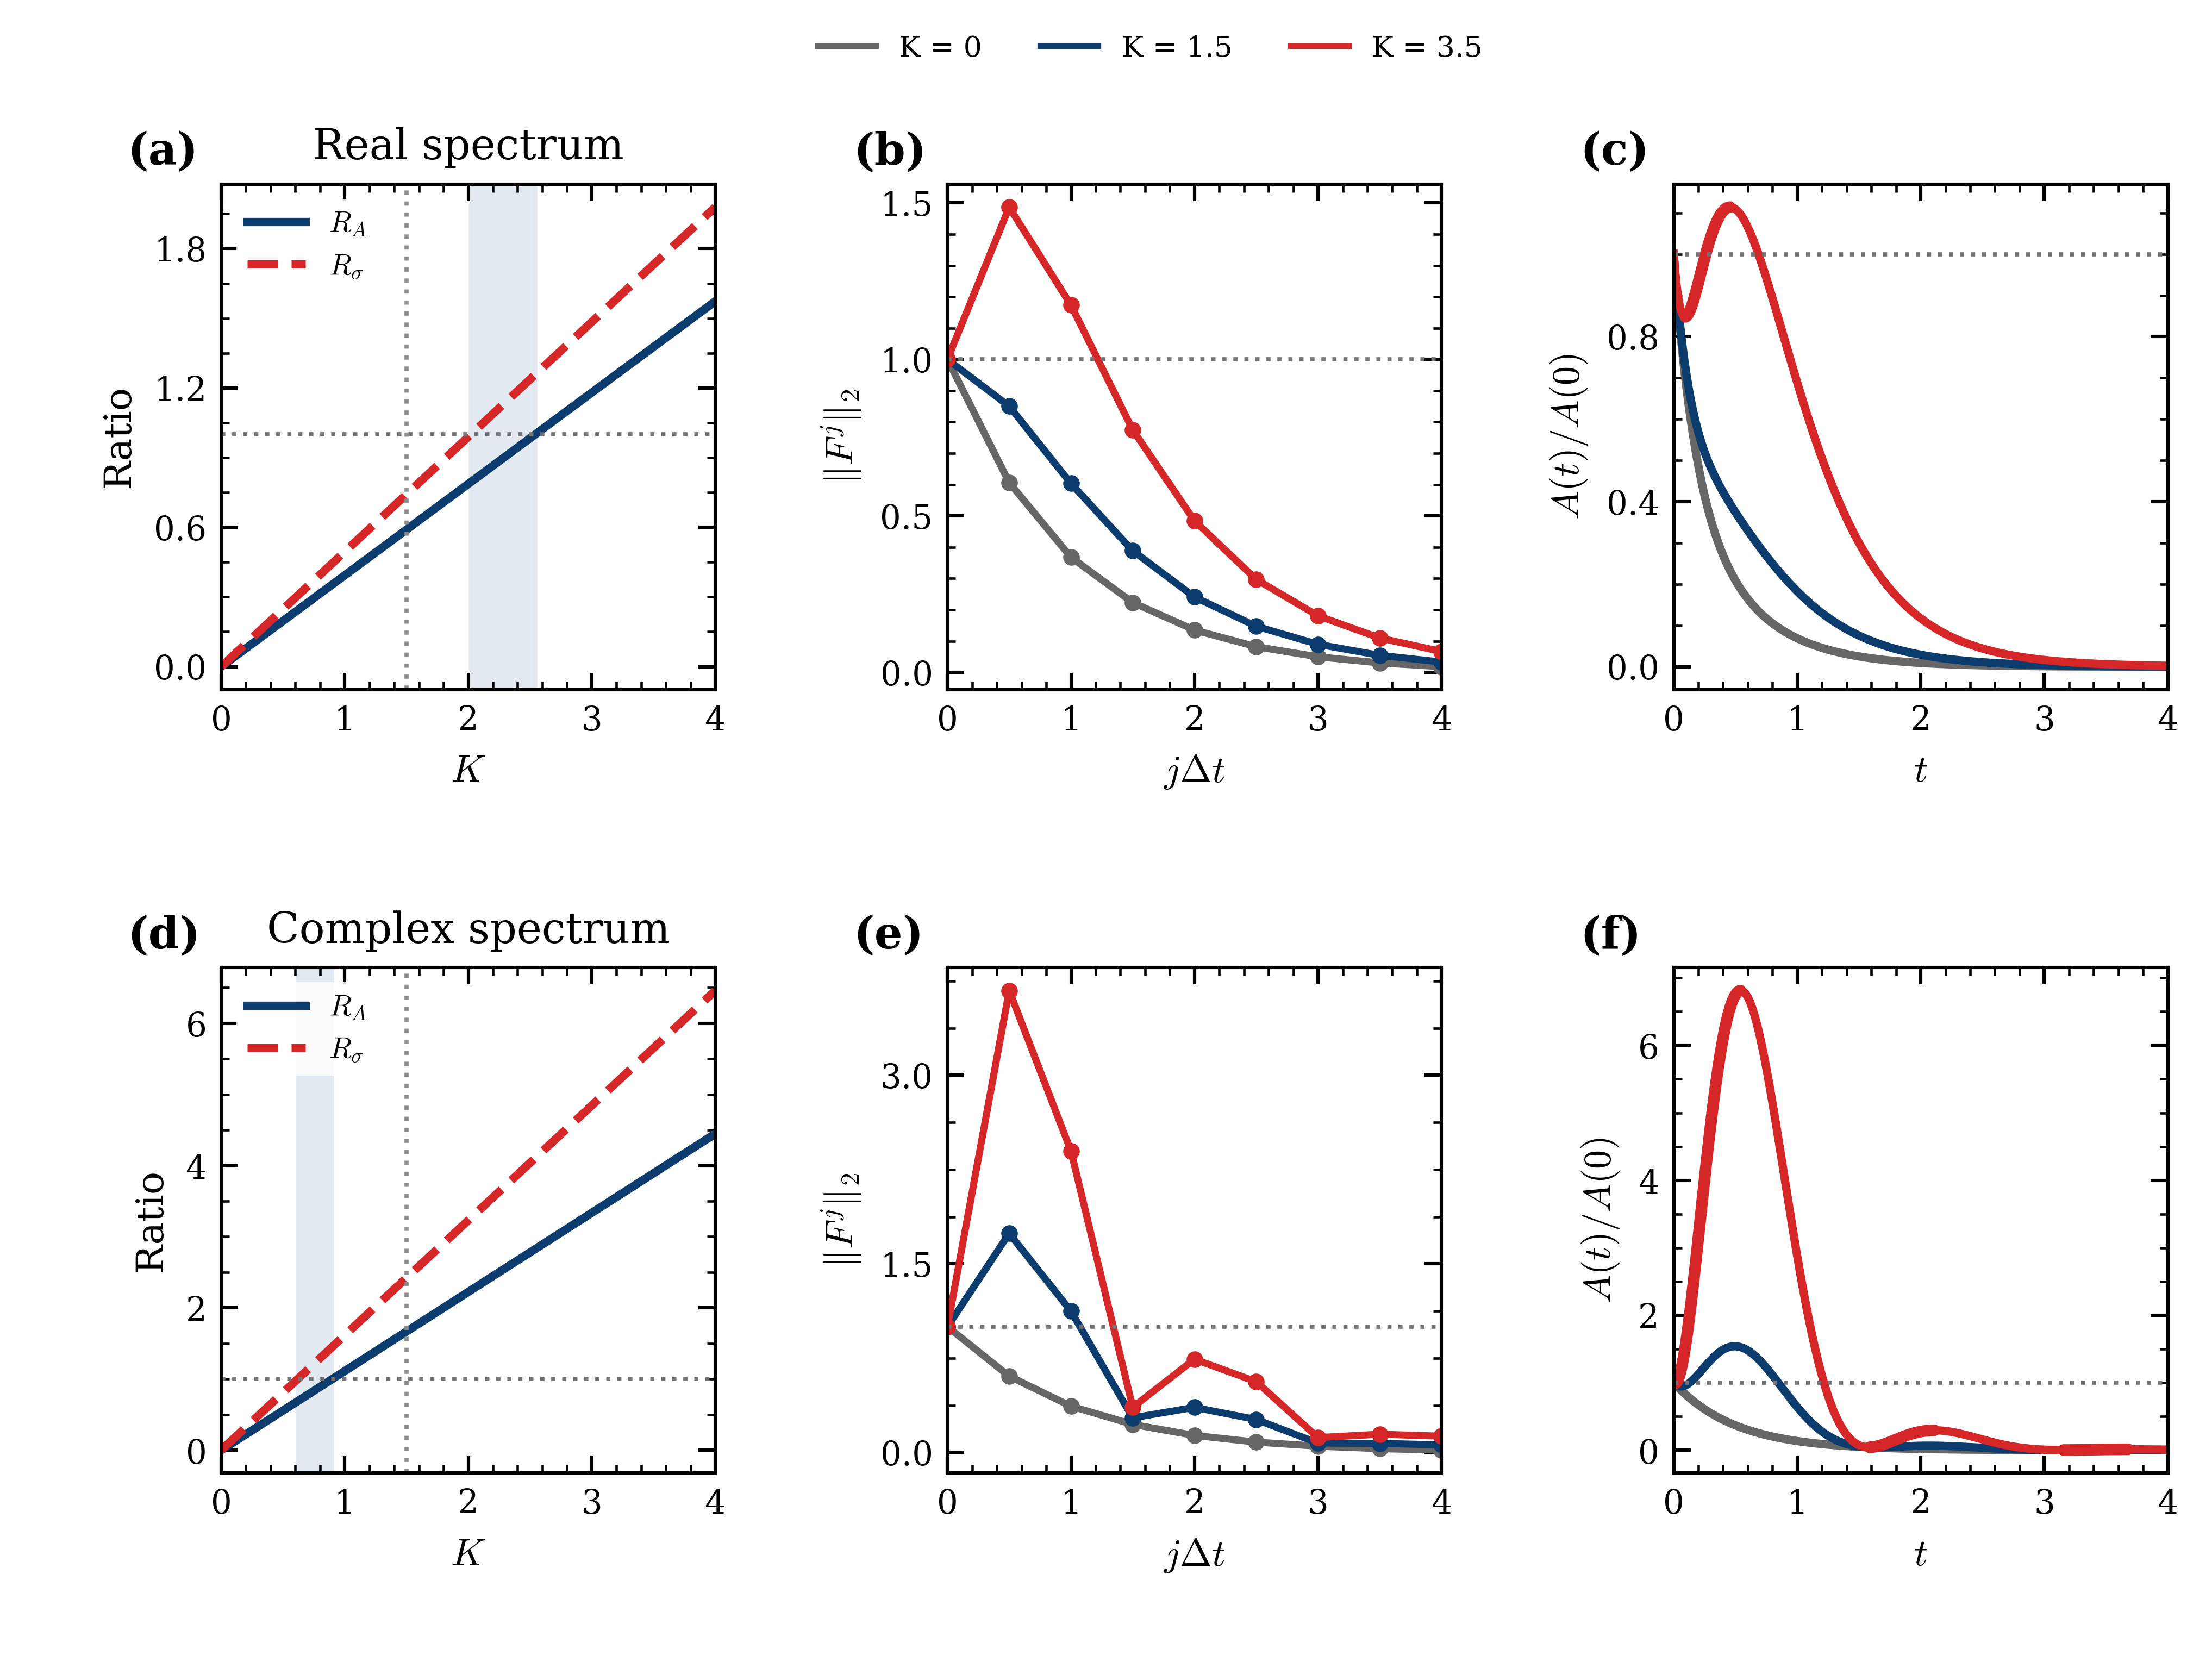 K = 0 K = 1.5 K = 3.5
(a) Real spectrum
R_A
R_σ
Ratio
1.8
1.2
0.6
0.0
0 1 2 3 4
K
(b)
||F^j||_2
1.5
1.0
0.5
0.0
0 1 2 3 4
jΔt
(c)
A(t)/A(0)
0.8
0.4
0.0
0 1 2 3 4
t
(d) Complex spectrum
R_A
R_σ
Ratio
6
4
2
0
0 1 2 3 4
K
(e)
||F^j||_2
3.0
1.5
0.0
0 1 2 3 4
jΔt
(f)
A(t)/A(0)
6
4
2
0
0 1 2 3 4
t